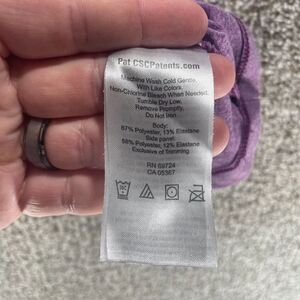 Pat CSCPatents.com
Machine Wash Cold Gentle,
With Like Colors.
Non-Chlorine Bleach When Needed.
Tumble Dry Low.
Remove Promptly.
Do Not Iron
Body:
87% Polyester, 13% Elastane
Side panel:
88% Polyester, 12% Elastane
Exclusive of Trimming
RN 69724
CA 05367